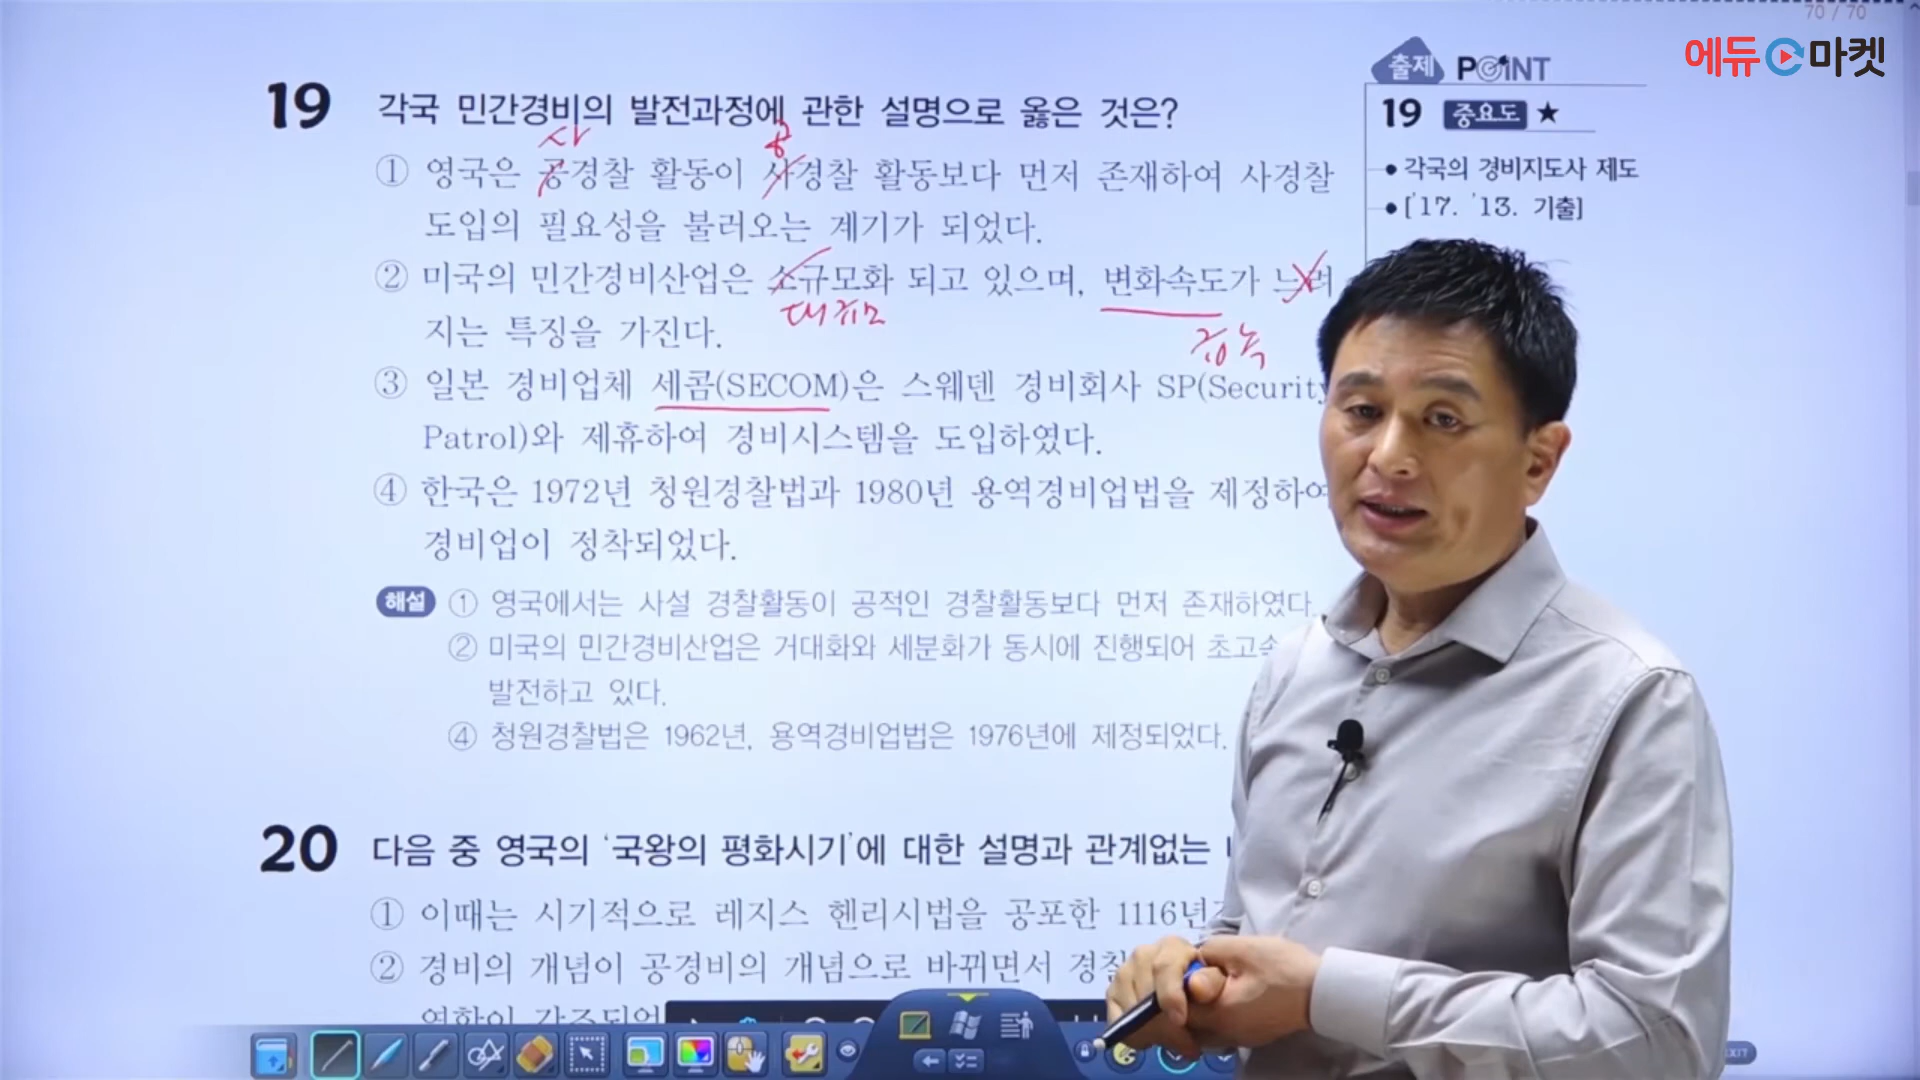 70 / 70
에듀마켓
출제 POINT
19 각국 민간경비의 발전과정에 관한 설명으로 옳은 것은?
사 공
① 영국은 공경찰 활동이 사경찰 활동보다 먼저 존재하여 사경찰
도입의 필요성을 불러오는 계기가 되었다.
② 미국의 민간경비산업은 소규모화 되고 있으며, 변화속도가 느려
대규모
지는 특징을 가진다.
③ 일본 경비업체 세콤(SECOM)은 스웨덴 경비회사 SP(Security
Patrol)와 제휴하여 경비시스템을 도입하였다.
④ 한국은 1972년 청원경찰법과 1980년 용역경비업법을 제정하여
경비업이 정착되었다.
해설 ① 영국에서는 사설 경찰활동이 공적인 경찰활동보다 먼저 존재하였다.
② 미국의 민간경비산업은 거대화와 세분화가 동시에 진행되어 초고속
발전하고 있다.
④ 청원경찰법은 1962년, 용역경비업법은 1976년에 제정되었다.
19 중요도 ★
• 각국의 경비지도사 제도
• ['17. '13. 기출]
20 다음 중 영국의 '국왕의 평화시기'에 대한 설명과 관계없는
① 이때는 시기적으로 레지스 헨리시법을 공포한 1116년
② 경비의 개념이 공경비의 개념으로 바뀌면서 경찰
역할이 강조되었